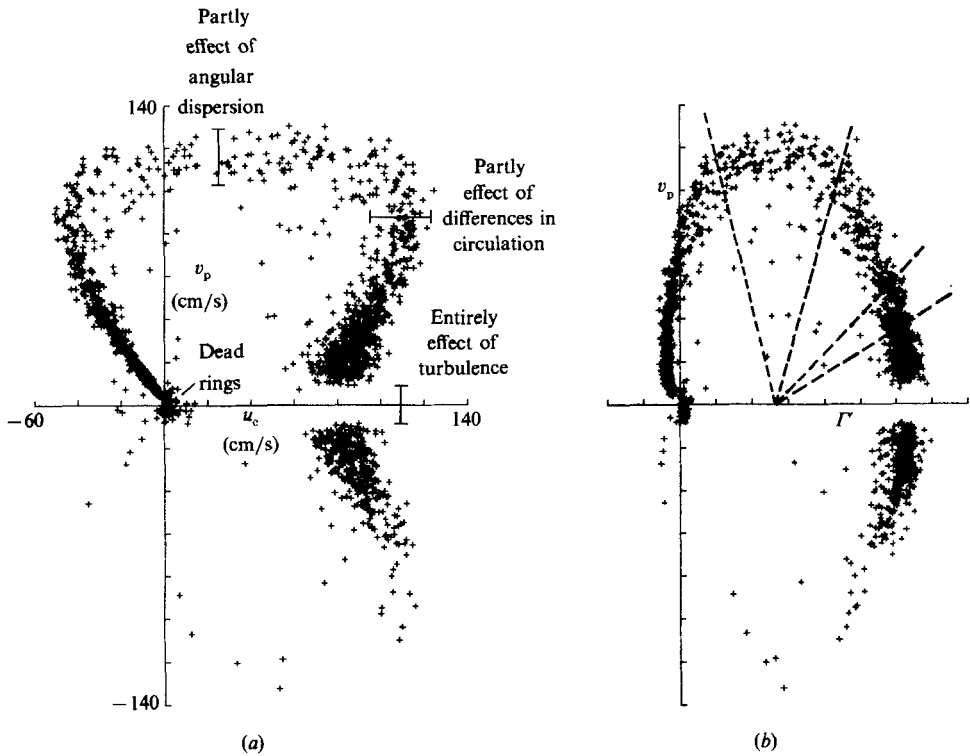 Partly
effect of
angular
dispersion
140
Partly
effect of
differences in
circulation
v_p
(cm/s)
Entirely
effect of
turbulence
Dead
rings
−60
u_c
(cm/s)
140
−140
(a)
v_p
Γ
(b)